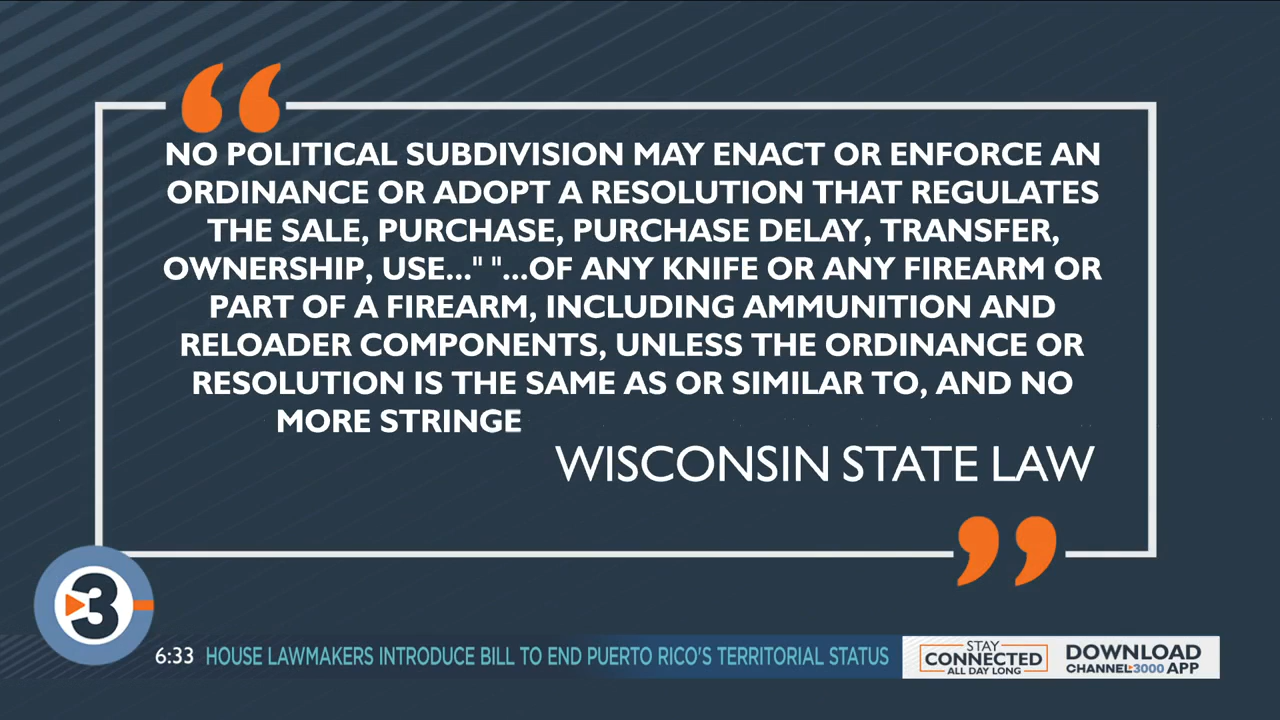 “
NO POLITICAL SUBDIVISION MAY ENACT OR ENFORCE AN
ORDINANCE OR ADOPT A RESOLUTION THAT REGULATES
THE SALE, PURCHASE, PURCHASE DELAY, TRANSFER,
OWNERSHIP, USE..." "...OF ANY KNIFE OR ANY FIREARM OR
PART OF A FIREARM, INCLUDING AMMUNITION AND
RELOADER COMPONENTS, UNLESS THE ORDINANCE OR
RESOLUTION IS THE SAME AS OR SIMILAR TO, AND NO
MORE STRINGE
WISCONSIN STATE LAW
”
3
6:33 HOUSE LAWMAKERS INTRODUCE BILL TO END PUERTO RICO'S TERRITORIAL STATUS
STAY
CONNECTED
ALL DAY LONG
DOWNLOAD
CHANNEL3000 APP